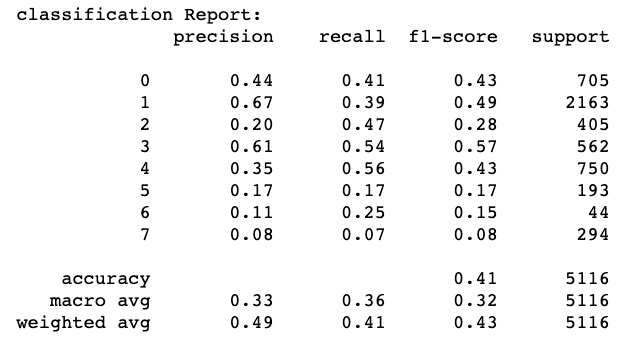 classification Report:
precision recall f1-score support
0 0.44 0.41 0.43 705
1 0.67 0.39 0.49 2163
2 0.20 0.47 0.28 405
3 0.61 0.54 0.57 562
4 0.35 0.56 0.43 750
5 0.17 0.17 0.17 193
6 0.11 0.25 0.15 44
7 0.08 0.07 0.08 294
accuracy 0.41 5116
macro avg 0.33 0.36 0.32 5116
weighted avg 0.49 0.41 0.43 5116